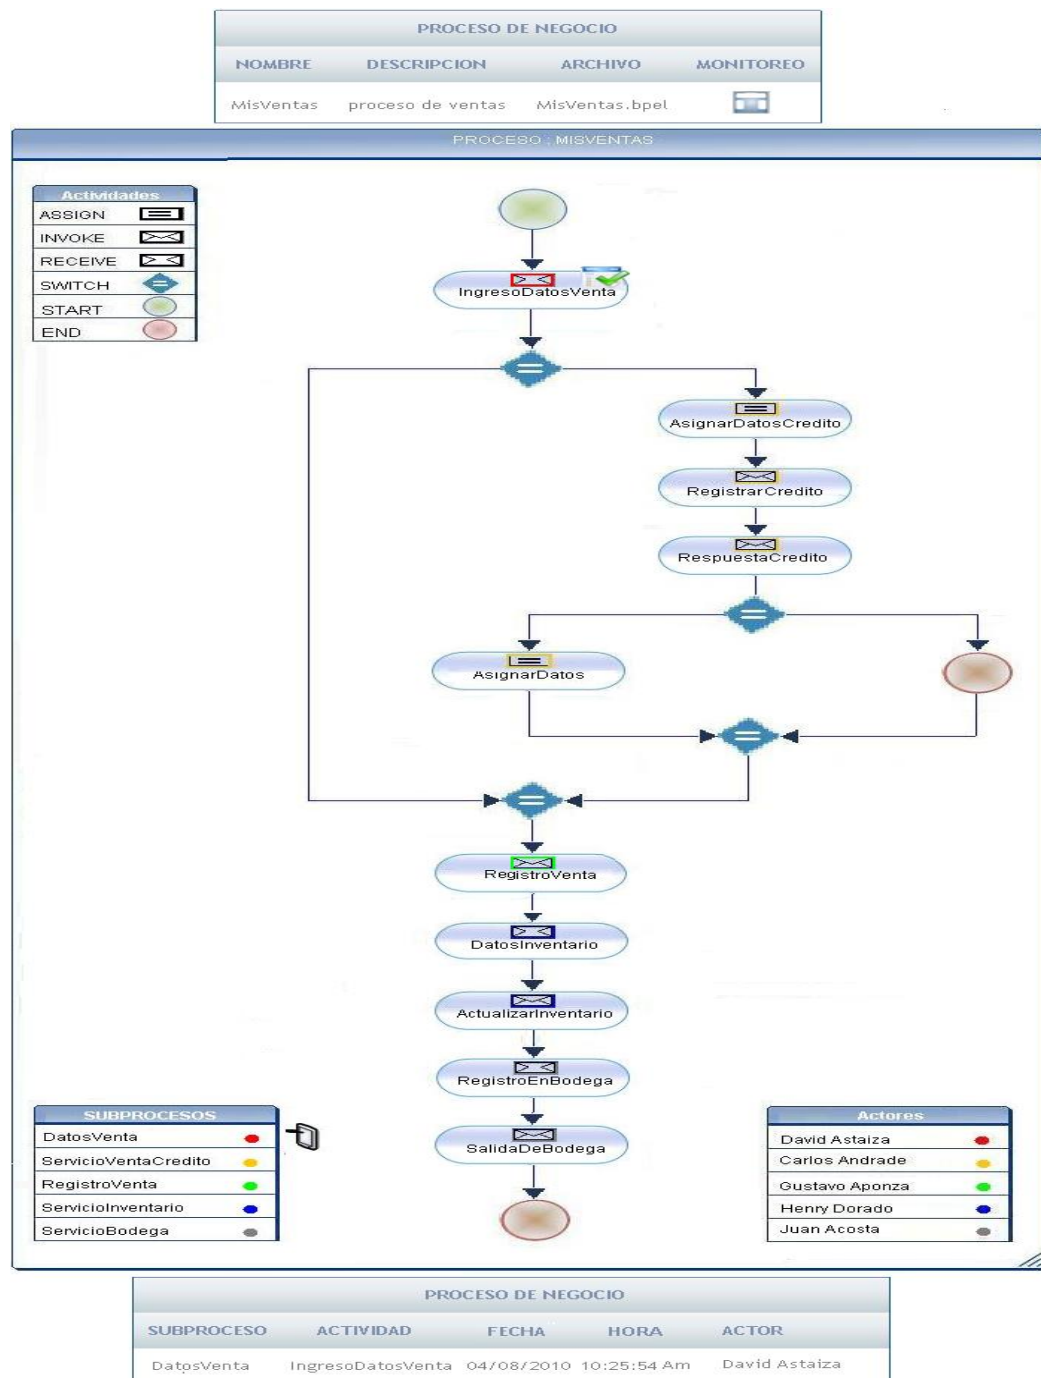 PROCESO DE NEGOCIO
NOMBRE DESCRIPCION ARCHIVO MONITOREO
MisVentas proceso de ventas MisVentas.bpel
PROCESO : MISVENTAS
Actividades
ASSIGN
INVOKE
RECEIVE
SWITCH
START
END
IngresoDatosVenta
AsignarDatosCredito
RegistrarCredito
RespuestaCredito
AsignarDatos
RegistroVenta
DatosInventario
ActualizarInventario
RegistroEnBodega
SalidaDeBodega
SUBPROCESOS
DatosVenta
ServicioVentaCredito
RegistroVenta
ServicioInventario
ServicioBodega
Actores
David Astaiza
Carlos Andrade
Gustavo Aponza
Henry Dorado
Juan Acosta
PROCESO DE NEGOCIO
SUBPROCESO ACTIVIDAD FECHA HORA ACTOR
DatosVenta IngresoDatosVenta 04/08/2010 10:25:54 Am David Astaiza